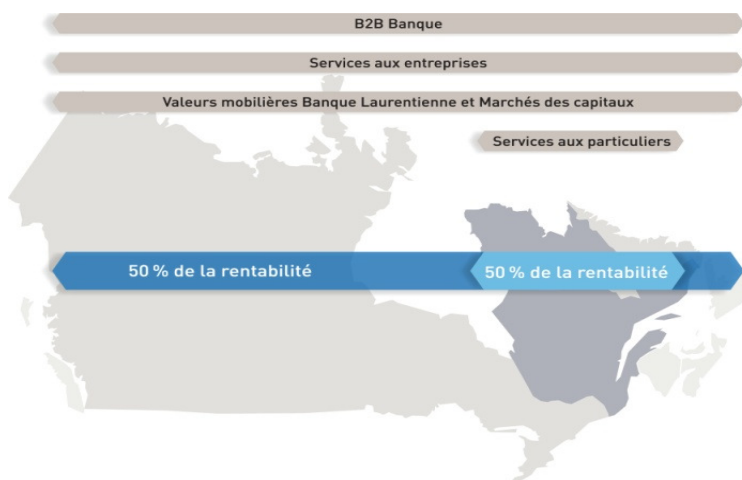 B2B Banque
Services aux entreprises
Valeurs mobilières Banque Laurentienne et Marchés des capitaux
Services aux particuliers
50 % de la rentabilité
50 % de la rentabilité